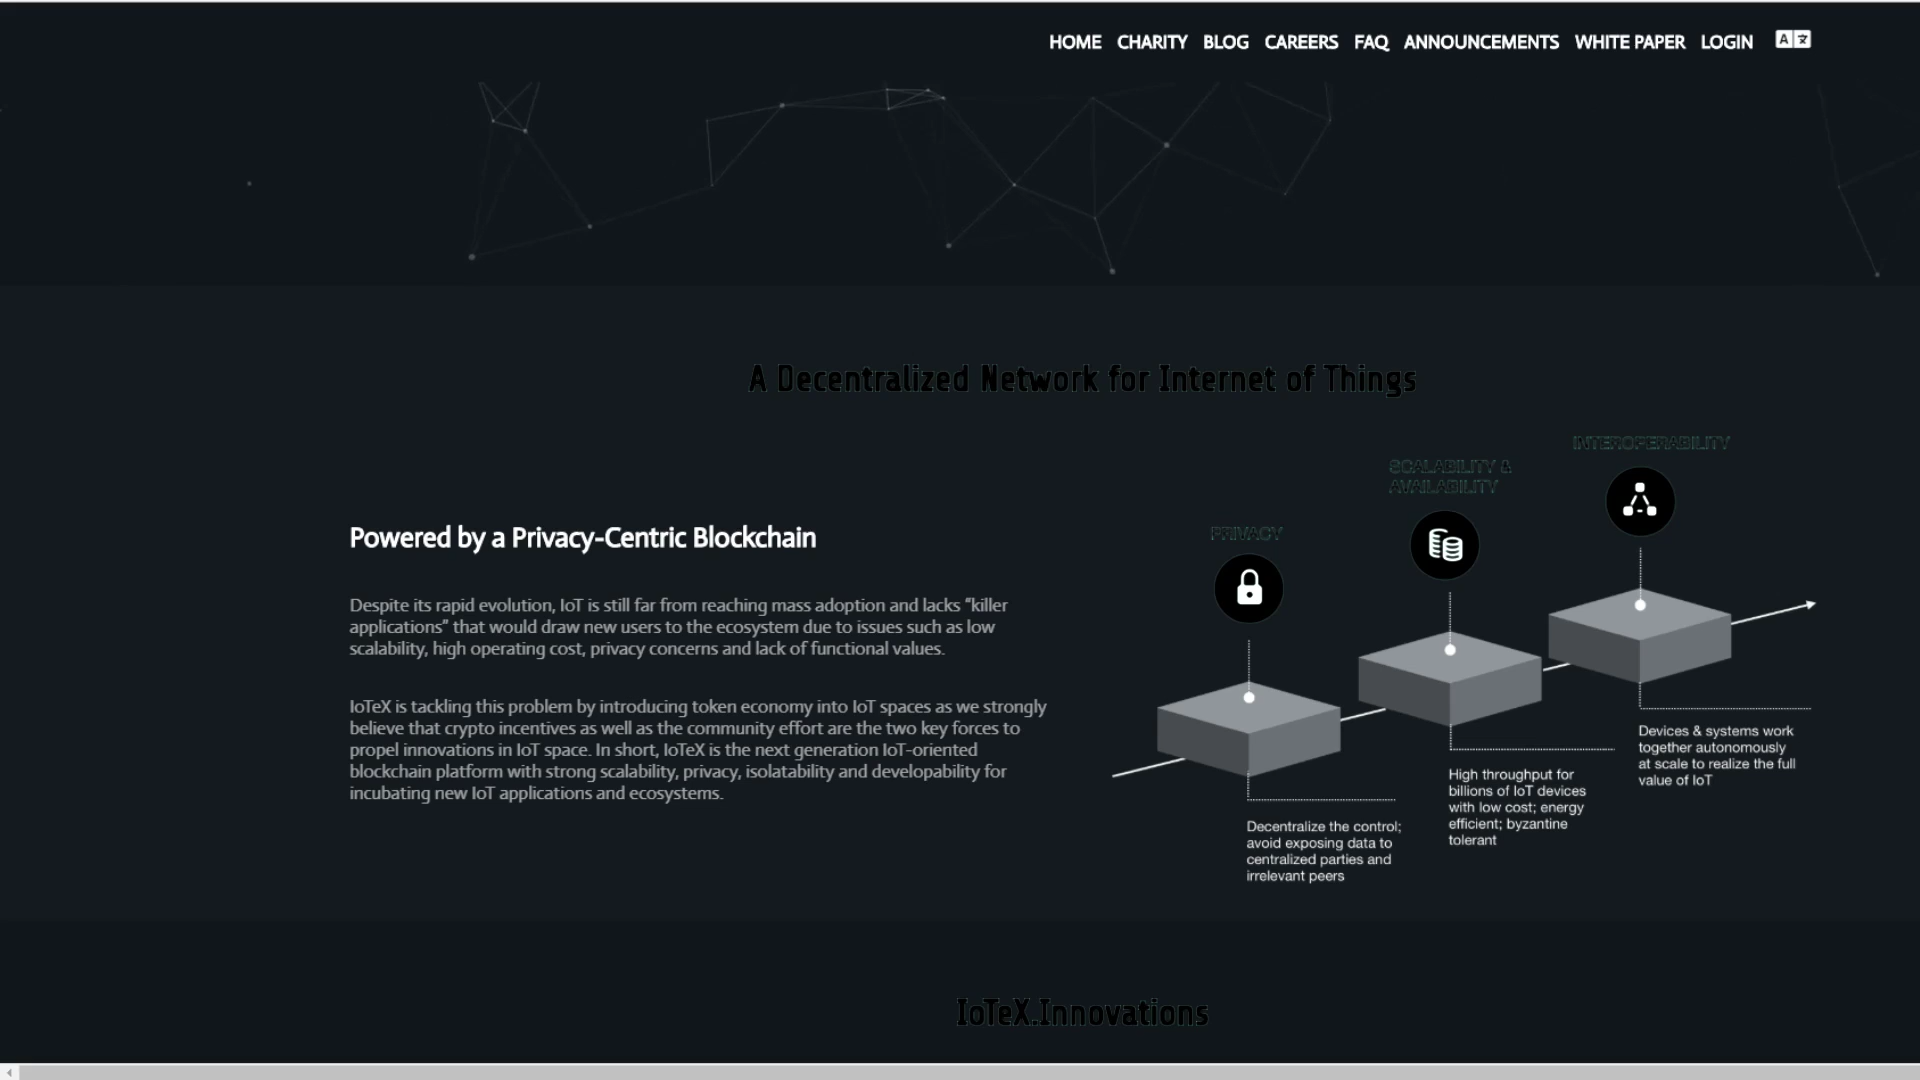 HOME CHARITY BLOG CAREERS FAQ ANNOUNCEMENTS WHITE PAPER LOGIN A 文
A Decentralized Network for Internet of Things
INTEROPERABILITY
SCALABILITY &
AVAILABILITY
PRIVACY
Powered by a Privacy-Centric Blockchain
Despite its rapid evolution, IoT is still far from reaching mass adoption and lacks “killer
applications” that would draw new users to the ecosystem due to issues such as low
scalability, high operating cost, privacy concerns and lack of functional values.
IoTeX is tackling this problem by introducing token economy into IoT spaces as we strongly
believe that crypto incentives as well as the community effort are the two key forces to
propel innovations in IoT space. In short, IoTeX is the next generation IoT-oriented
blockchain platform with strong scalability, privacy, isolatability and developability for
incubating new IoT applications and ecosystems.
Decentralize the control;
avoid exposing data to
centralized parties and
irrelevant peers
High throughput for
billions of IoT devices
with low cost; energy
efficient; byzantine
tolerant
Devices & systems work
together autonomously
at scale to realize the full
value of IoT
IoTeX.Innovations